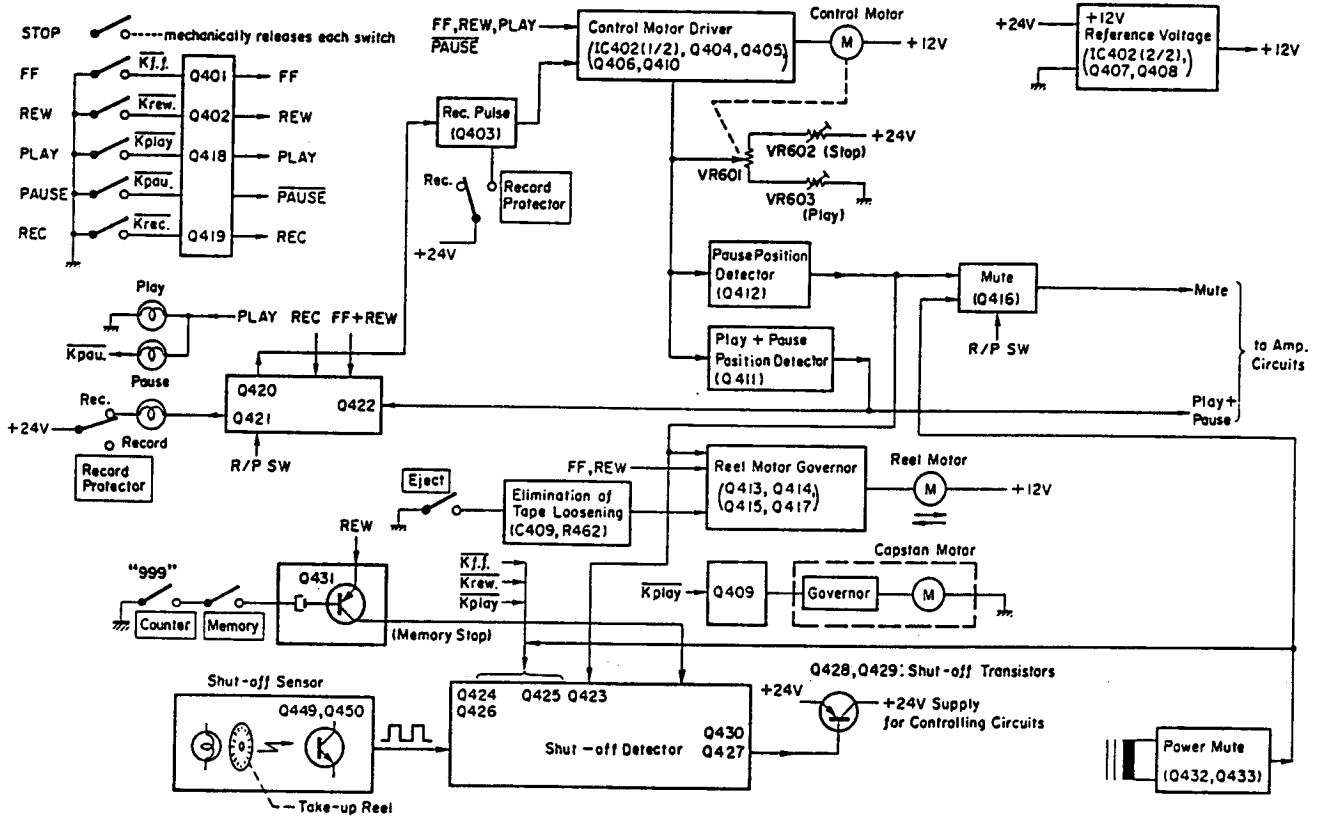 STOP
mechanically releases each switch
FF
Kf.f.
Q401
FF
REW
Krew.
Q402
REW
PLAY
Kplay
Q418
PLAY
PAUSE
Kpau.
PAUSE
REC
Krec.
Q419
REC
FF, REW, PLAY
PAUSE
Control Motor Driver
(IC402(1/2), Q404, Q405,
Q406, Q410)
Control Motor
M
+12V
+24V
+12V
Reference Voltage
(IC402(2/2),
Q407, Q408)
+12V
Rec. Pulse
(Q403)
Rec.
Record
Protector
+24V
+24V
VR602 (Stop)
VR601
VR603
(Play)
Pause Position
Detector
(Q412)
Mute
(Q416)
Mute
R/P SW
to Amp.
Circuits
Play + Pause
Position Detector
(Q411)
Play+
Pause
Play
PLAY
REC
FF+REW
Kpau.
Pause
Q420
Q421
Q422
Rec.
+24V
Record
Record
Protector
R/P SW
FF, REW
Reel Motor Governor
(Q413, Q414,
Q415, Q417)
Reel Motor
M
+12V
Eject
Elimination of
Tape Loosening
(C409, R462)
REW
"999"
Counter
Memory
Q431
(Memory Stop)
Kf.f.
Krew.
Kplay
Kplay
Q409
Capstan Motor
Governor
M
Shut-off Sensor
Q449, Q450
Take-up Reel
Q424
Q426
Q425
Q423
Shut-off Detector
Q430
Q427
Q428, Q429: Shut-off Transistors
+24V
+24V Supply
for Controlling Circuits
Power Mute
(Q432, Q433)